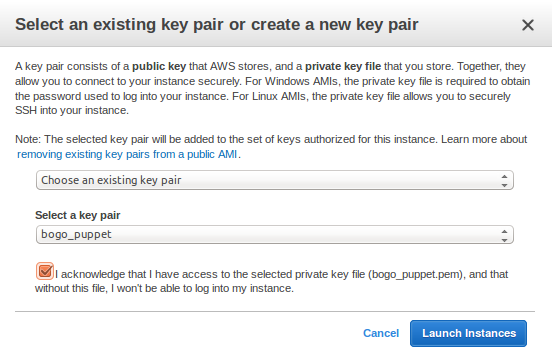 Select an existing key pair or create a new key pair
A key pair consists of a public key that AWS stores, and a private key file that you store. Together, they
allow you to connect to your instance securely. For Windows AMIs, the private key file is required to obtain
the password used to log into your instance. For Linux AMIs, the private key file allows you to securely
SSH into your instance.
Note: The selected key pair will be added to the set of keys authorized for this instance. Learn more about
removing existing key pairs from a public AMI.
Choose an existing key pair
Select a key pair
bogo_puppet
I acknowledge that I have access to the selected private key file (bogo_puppet.pem), and that
without this file, I won't be able to log into my instance.
Cancel Launch Instances